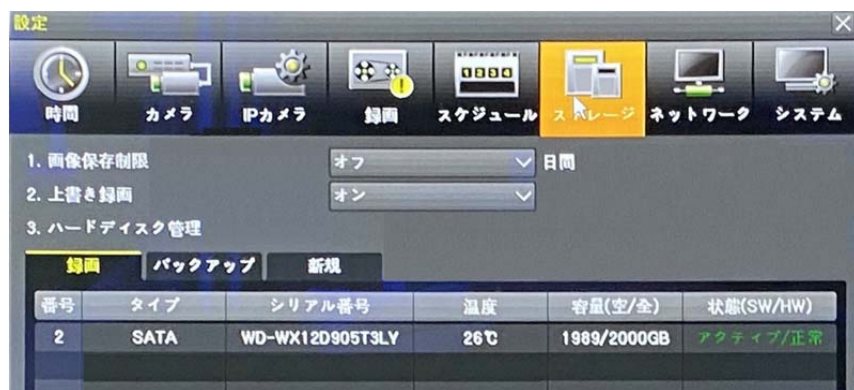 設定
時間 カメラ IPカメラ 録画 スケジュール ストレージ ネットワーク システム
1. 画像保存制限 オフ 日間
2. 上書き録画 オン
3. ハードディスク管理
録画 バックアップ 新規
番号 タイプ シリアル番号 温度 容量(空/全) 状態(SW/HW)
2 SATA WD-WX12D905T3LY 26℃ 1989/2000GB アクティブ/正常